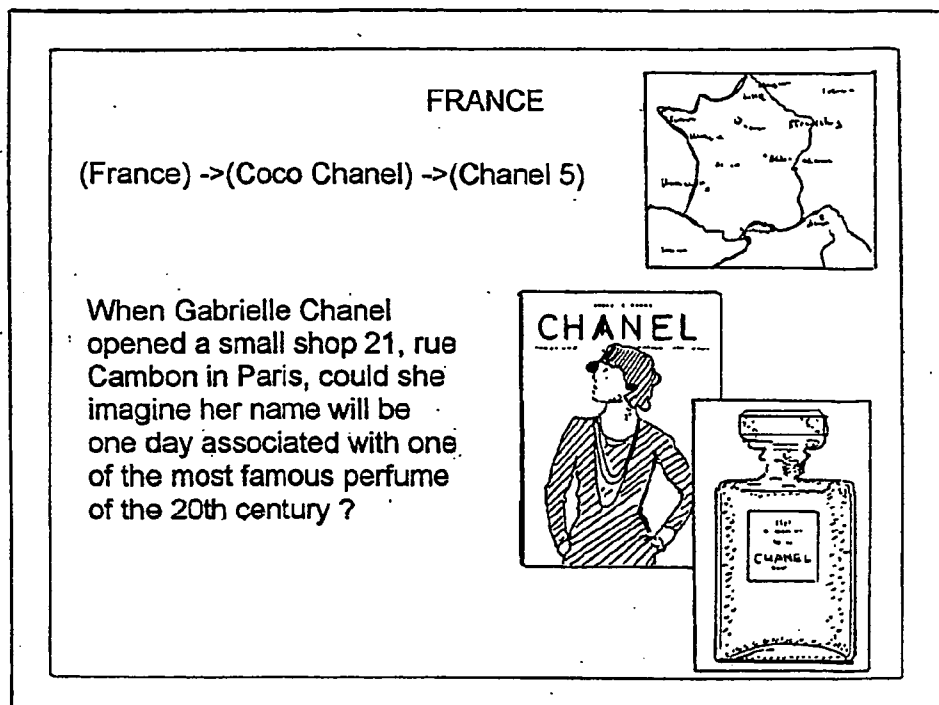 FRANCE
(France) ->(Coco Chanel) ->(Chanel 5)
When Gabrielle Chanel
opened a small shop 21, rue
Cambon in Paris, could she
imagine her name will be
one day associated with one
of the most famous perfume
of the 20th century ?
CHANEL
CHANEL